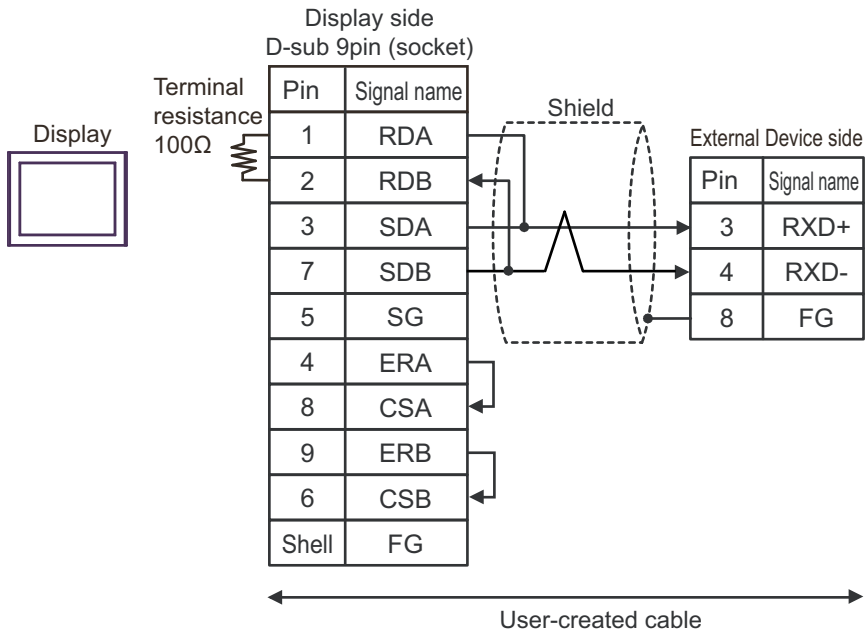 Display side
D-sub 9pin (socket)
Display
Terminal
resistance
100Ω
Pin Signal name
1 RDA
2 RDB
3 SDA
7 SDB
5 SG
4 ERA
8 CSA
9 ERB
6 CSB
Shell FG
Shield
External Device side
Pin Signal name
3 RXD+
4 RXD-
8 FG
User-created cable